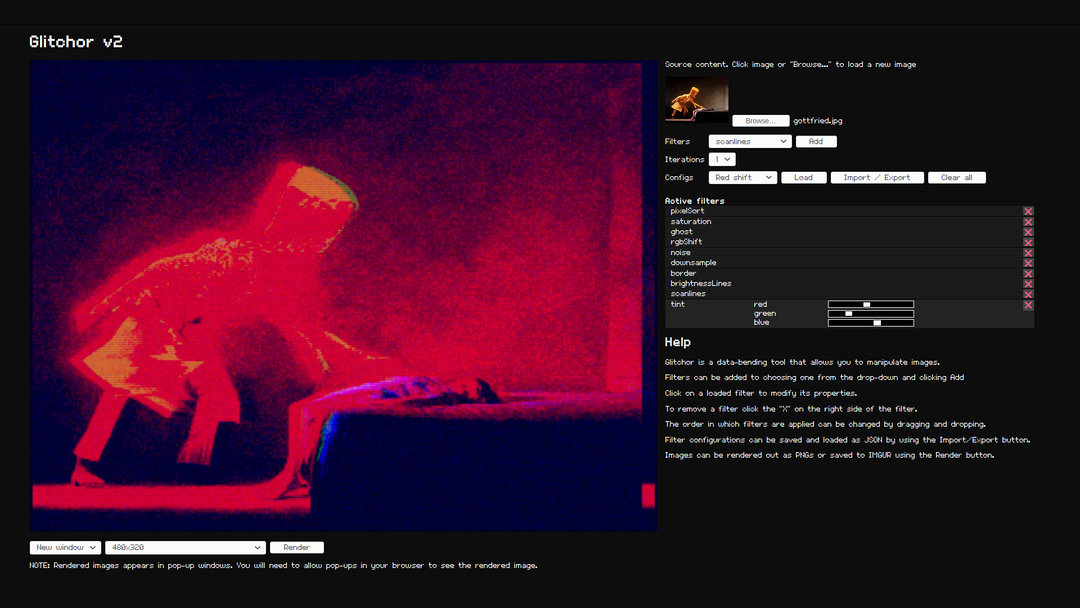 Glitchor v2
Source content. Click image or "Browse..." to load a new image
Browse... gottfried.jpg
Filters scanlines Add
Iterations 1
Configs Red shift Load Import / Export Clear all
Active filters
pixelSort
saturation
ghost
rgbShift
noise
downsample
border
brightnessLines
scanlines
tint red
green
blue
Help
Glitchor is a data-bending tool that allows you to manipulate images.
Filters can be added to choosing one from the drop-down and clicking Add
Click on a loaded filter to modify its properties.
To remove a filter click the "X" on the right side of the filter.
The order in which filters are applied can be changed by dragging and dropping.
Filter configurations can be saved and loaded as JSON by using the Import/Export button.
Images can be rendered out as PNGs or saved to IMGUR using the Render button.
New window 480x320 Render
NOTE: Rendered images appears in pop-up windows. You will need to allow pop-ups in your browser to see the rendered image.